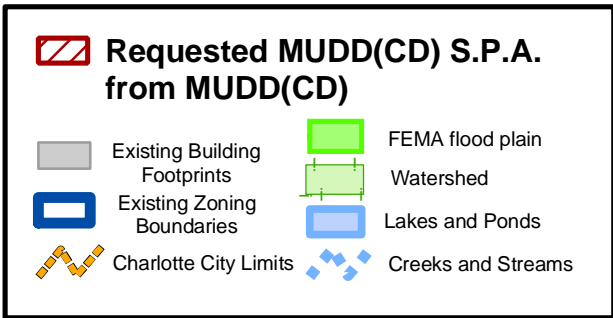 Requested MUDD(CD) S.P.A.
from MUDD(CD)
Existing Building
Footprints
Existing Zoning
Boundaries
Charlotte City Limits
FEMA flood plain
Watershed
Lakes and Ponds
Creeks and Streams